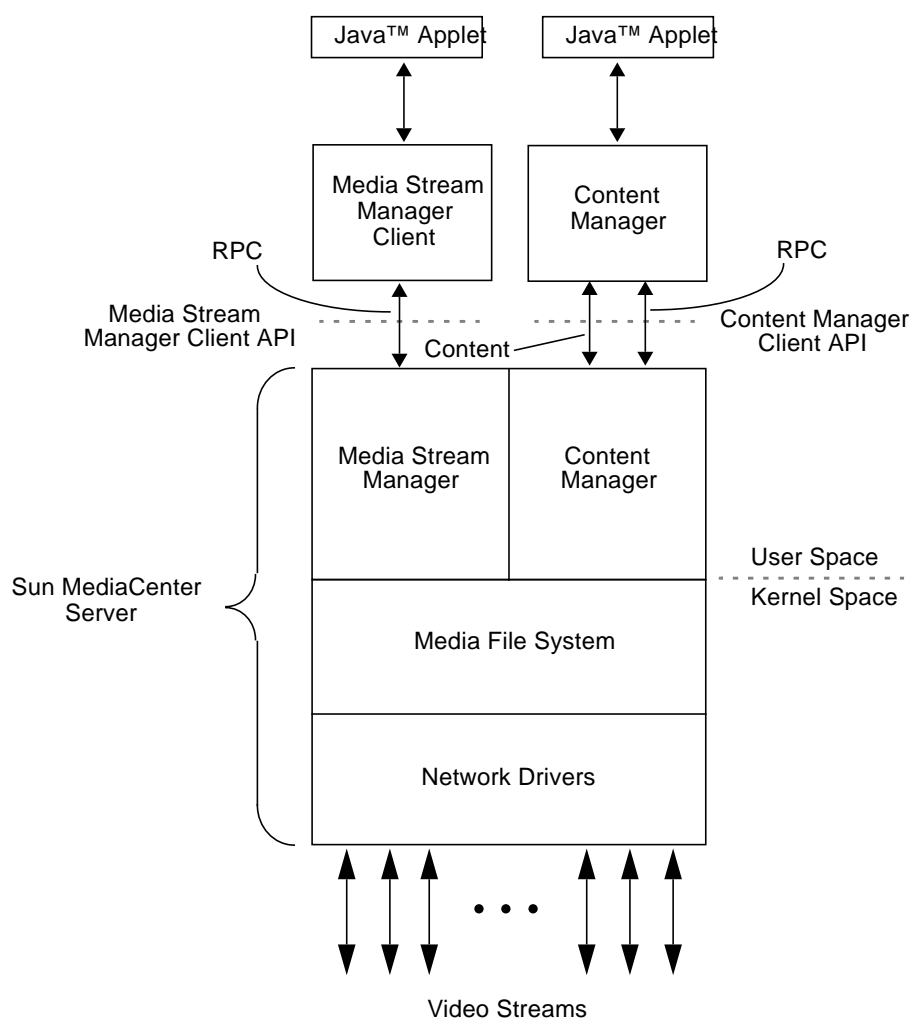 Java™ Applet
Java™ Applet
Media Stream
Manager
Client
Content
Manager
RPC
RPC
Media Stream
Manager Client API
Content
Content Manager
Client API
Media Stream
Manager
Content
Manager
User Space
Kernel Space
Sun MediaCenter
Server
Media File System
Network Drivers
Video Streams